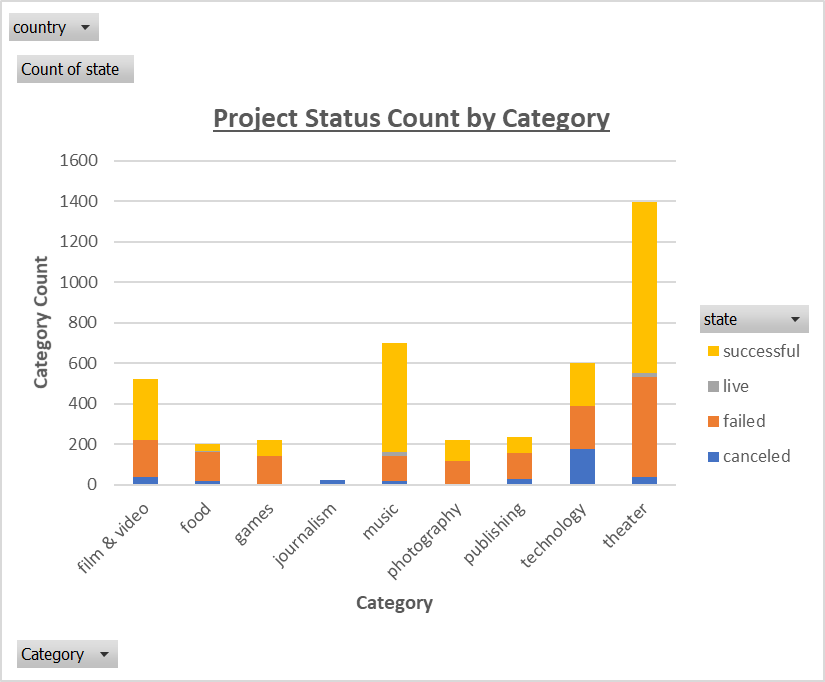 country
Count of state
Project Status Count by Category
1600
1400
1200
1000
800
600
400
200
0
Category Count
film & video
food
games
journalism
music
photography
publishing
technology
theater
Category
state
successful
live
failed
canceled
Category